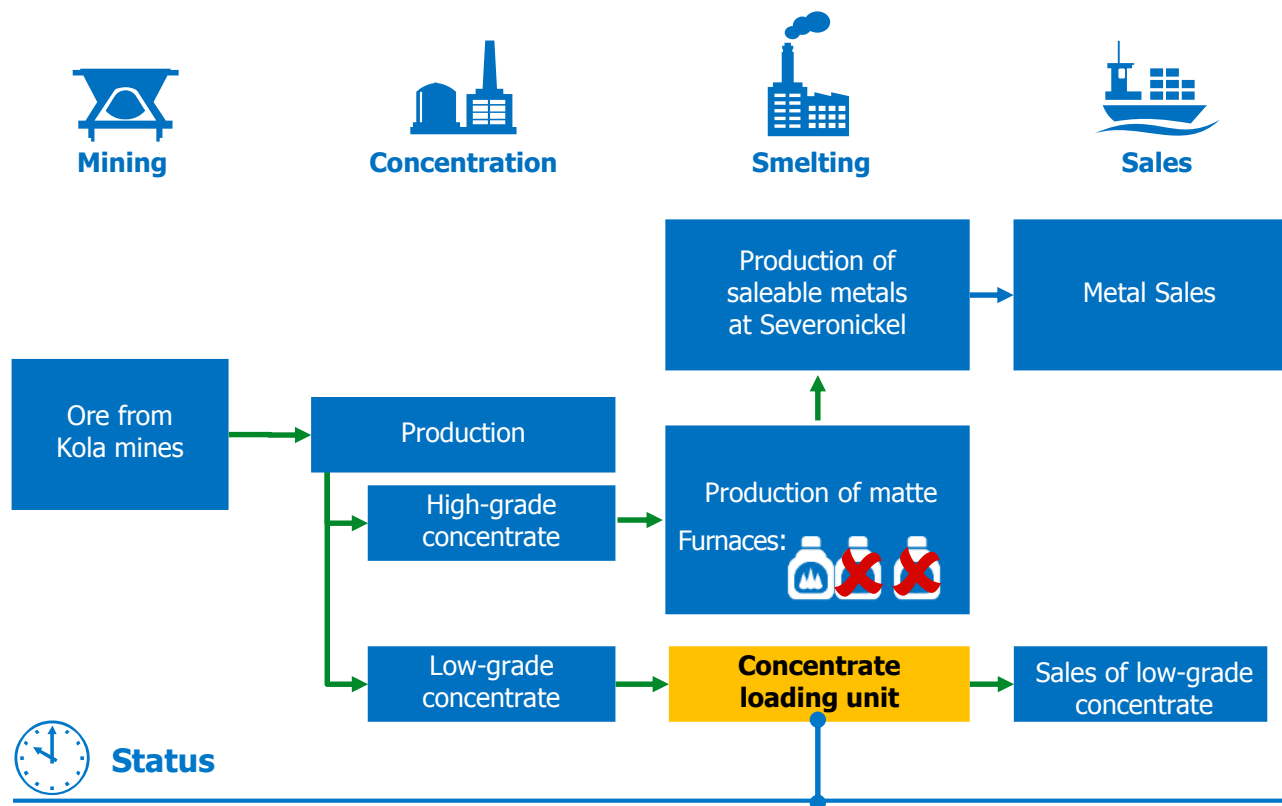 Mining
Concentration
Smelting
Sales
Production of
saleable metals
at Severonickel
Metal Sales
Ore from
Kola mines
Production
High-grade
concentrate
Production of matte
Furnaces:
Low-grade
concentrate
Concentrate
loading unit
Sales of low-grade
concentrate
Status